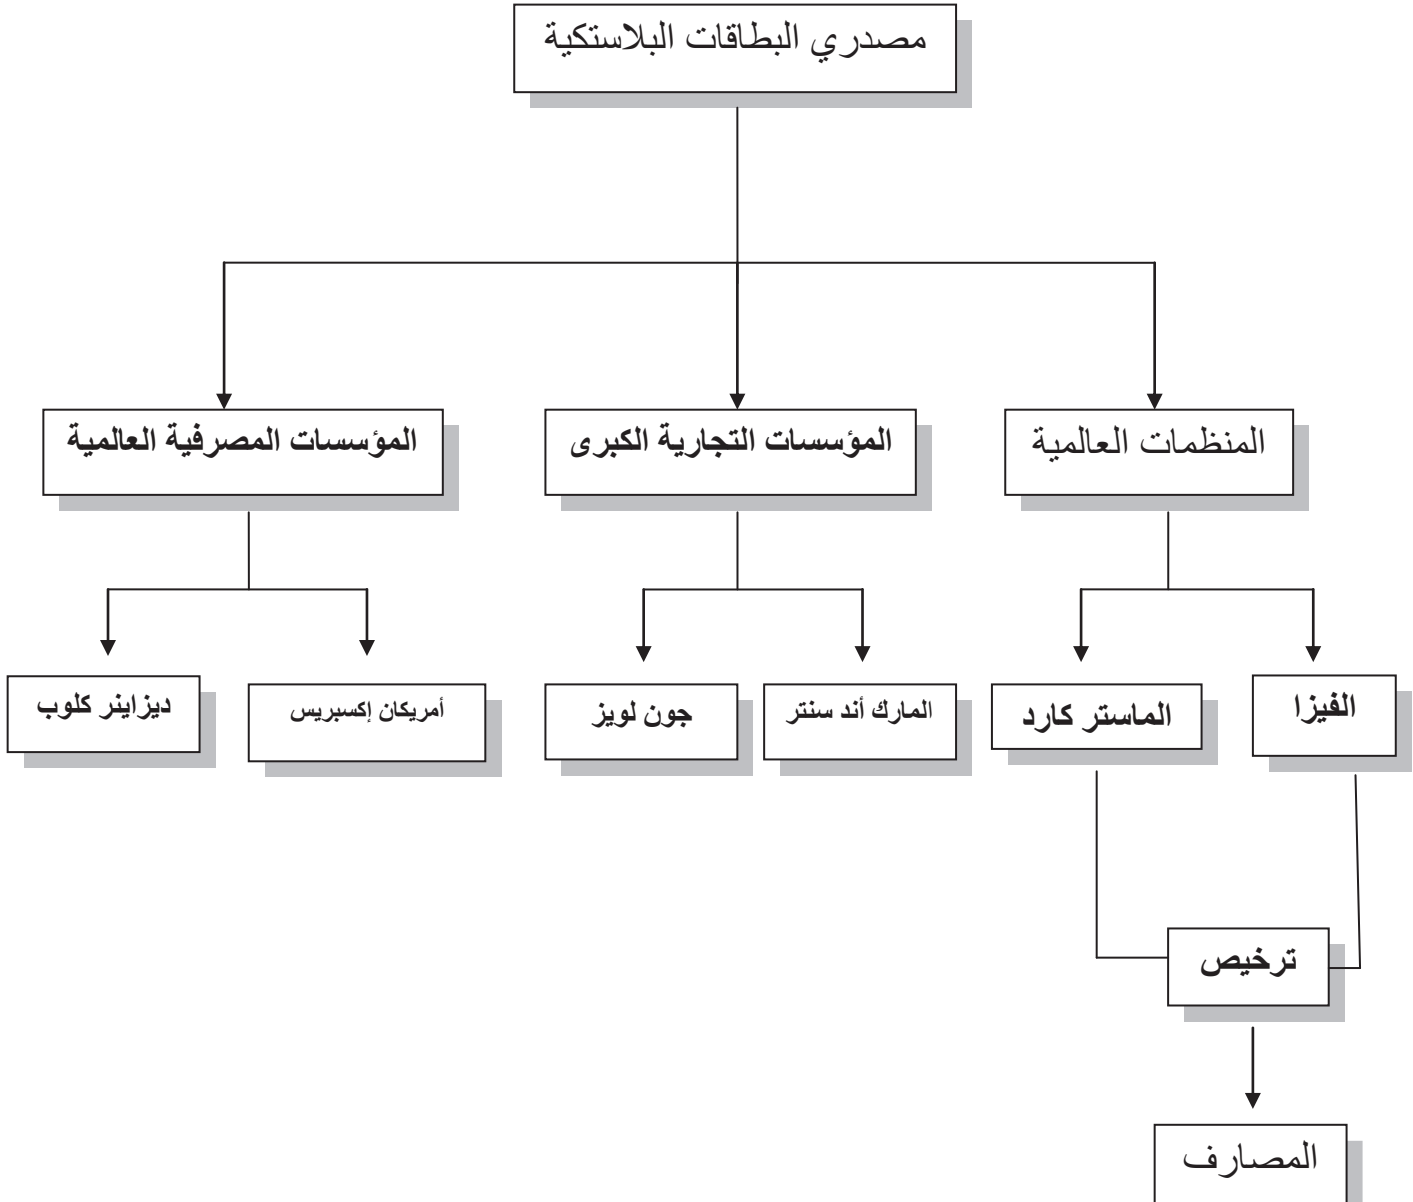 مصدري البطاقات البلاستكية
المنظمات العالمية
المؤسسات التجارية الكبرى
المؤسسات المصرفية العالمية
الفيزا
الماستر كارد
المارك أند سنتر
جون لويز
أمريكان إكسبريس
ديزاينر كلوب
ترخيص
المصارف